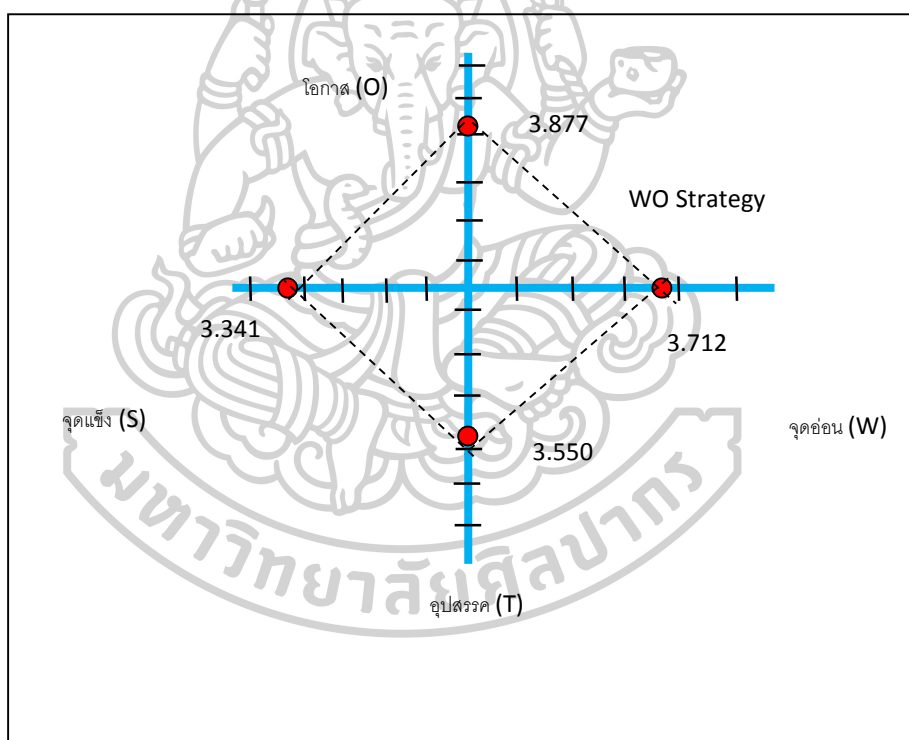 โอกาส (O)
3.877
WO Strategy
3.341
3.712
จุดแข็ง (S)
จุดอ่อน (W)
3.550
อุปสรรค (T)
มหาวิทยาลัยศิลปากร